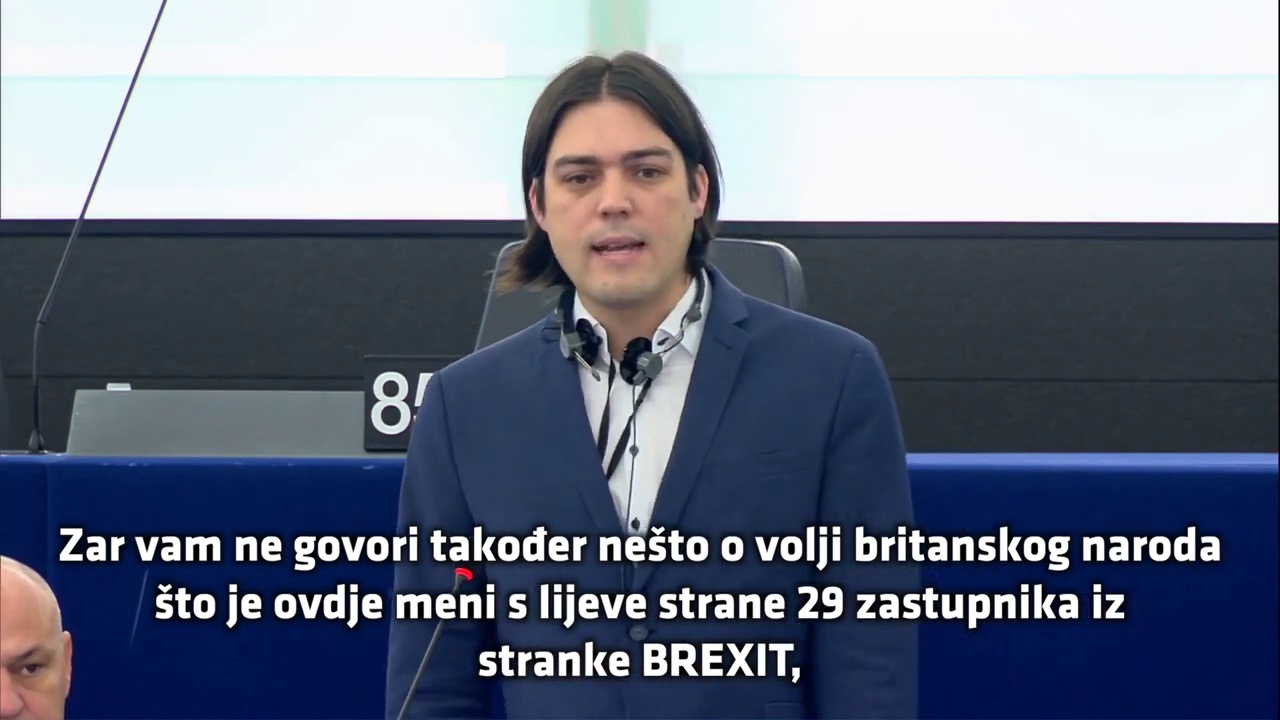 85
Zar vam ne govori također nešto o volji britanskog naroda
što je ovdje meni s lijeve strane 29 zastupnika iz
stranke BREXIT,